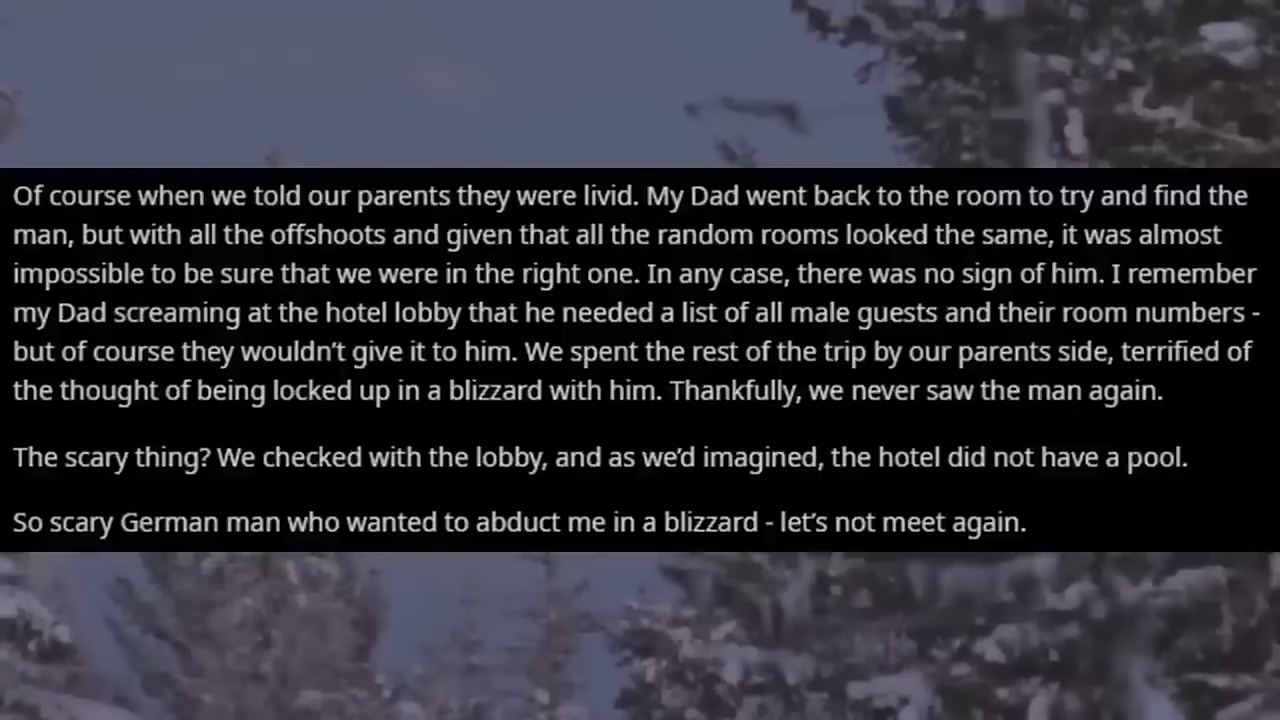 Of course when we told our parents they were livid. My Dad went back to the room to try and find the
man, but with all the offshoots and given that all the random rooms looked the same, it was almost
impossible to be sure that we were in the right one. In any case, there was no sign of him. I remember
my Dad screaming at the hotel lobby that he needed a list of all male guests and their room numbers -
but of course they wouldn’t give it to him. We spent the rest of the trip by our parents side, terrified of
the thought of being locked up in a blizzard with him. Thankfully, we never saw the man again.
The scary thing? We checked with the lobby, and as we’d imagined, the hotel did not have a pool.
So scary German man who wanted to abduct me in a blizzard - let’s not meet again.